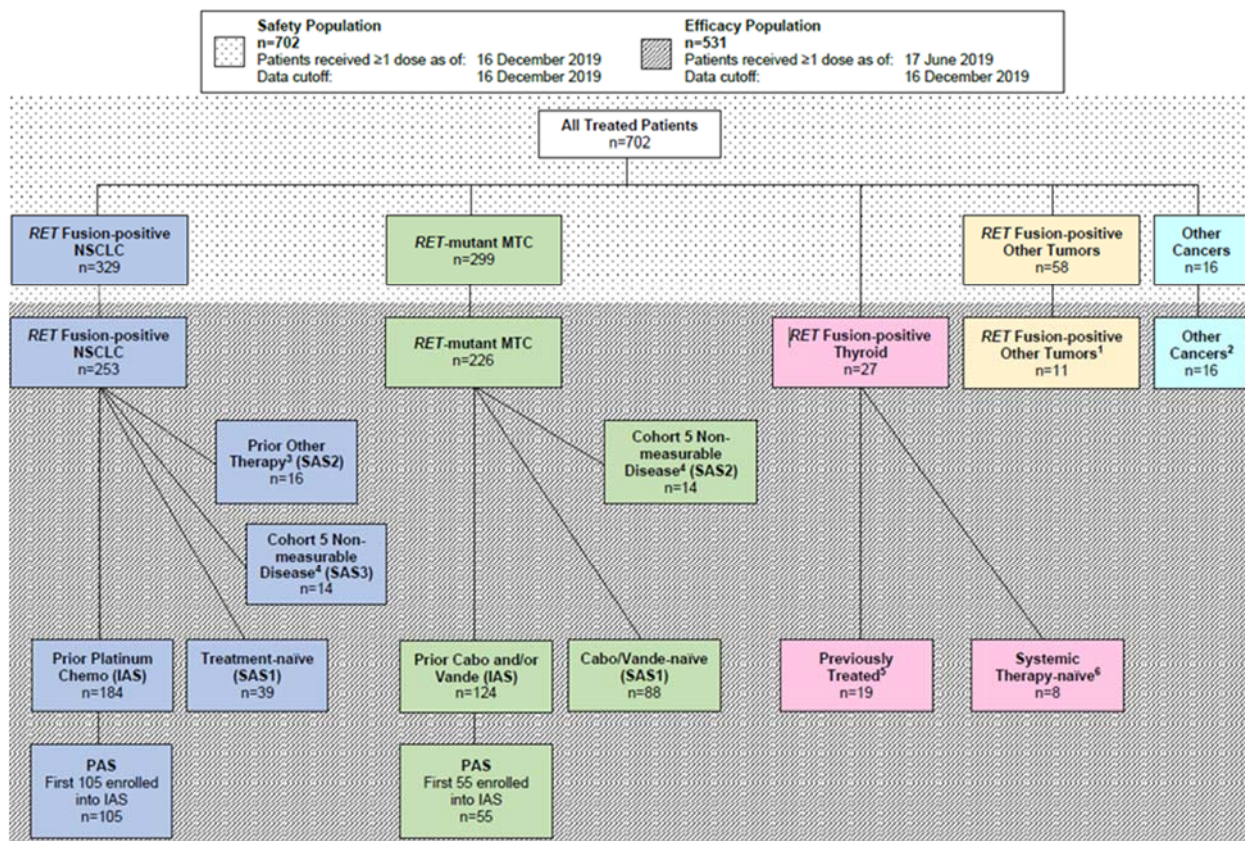 Safety Population
n=702
Patients received ≥1 dose as of: 16 December 2019
Data cutoff: 16 December 2019
Efficacy Population
n=531
Patients received ≥1 dose as of: 17 June 2019
Data cutoff: 16 December 2019
All Treated Patients
n=702
RET Fusion-positive
NSCLC
n=329
RET-mutant MTC
n=299
RET Fusion-positive
Other Tumors
n=58
Other
Cancers
n=16
RET Fusion-positive
NSCLC
n=253
RET-mutant MTC
n=226
RET Fusion-positive
Thyroid
n=27
RET Fusion-positive
Other Tumors¹
n=11
Other
Cancers²
n=16
Prior Other
Therapy³ (SAS2)
n=16
Cohort 5 Non-
measurable
Disease⁴ (SAS2)
n=14
Cohort 5 Non-
measurable
Disease⁴ (SAS3)
n=14
Prior Platinum
Chemo (IAS)
n=184
Treatment-naïve
(SAS1)
n=39
Prior Cabo and/or
Vande (IAS)
n=124
Cabo/Vande-naïve
(SAS1)
n=88
Previously
Treated⁵
n=19
Systemic
Therapy-naïve⁶
n=8
PAS
First 105 enrolled
into IAS
n=105
PAS
First 55 enrolled
into IAS
n=55